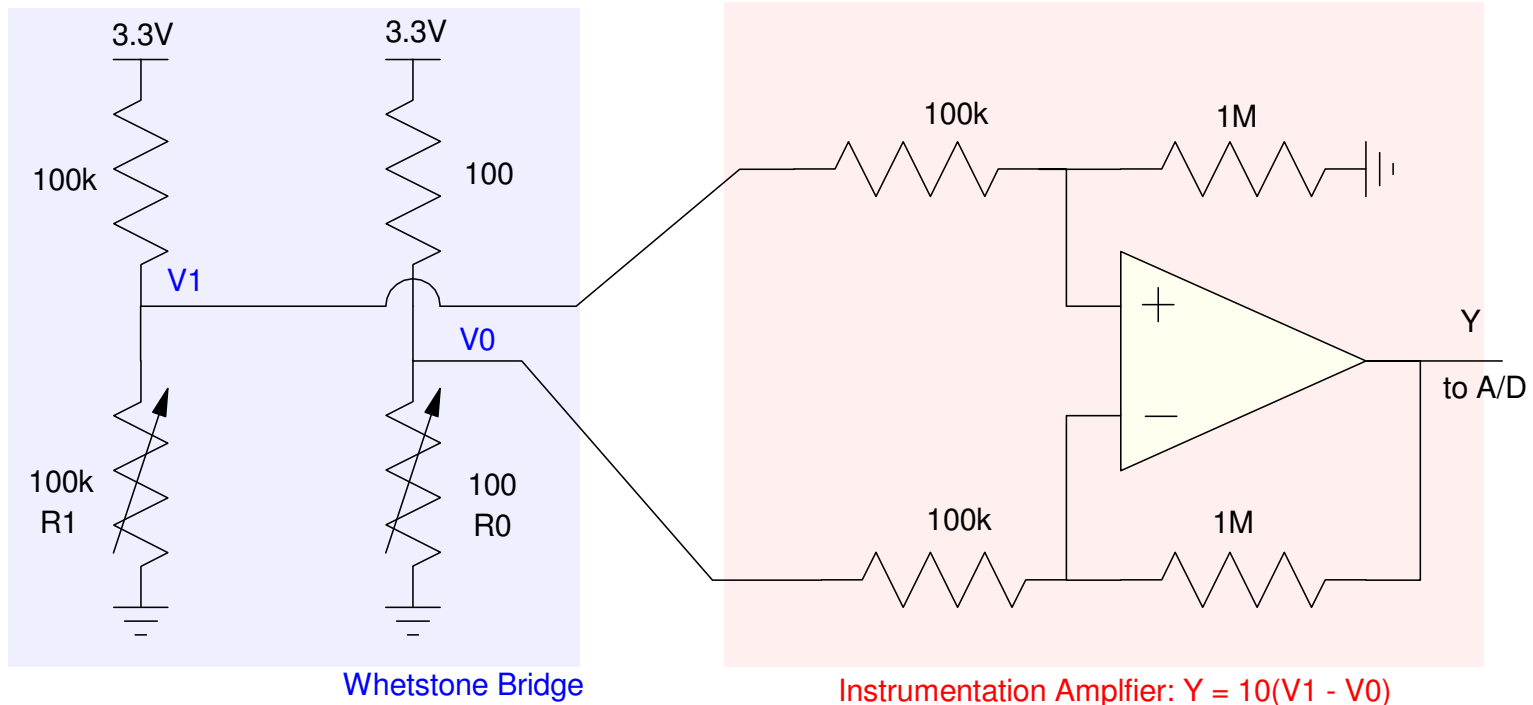 3.3V
3.3V
100k
100
V1
V0
100k
R1
100
R0
Whetstone Bridge
100k
1M
+
−
Y
to A/D
100k
1M
Instrumentation Amplfier: Y = 10(V1 - V0)